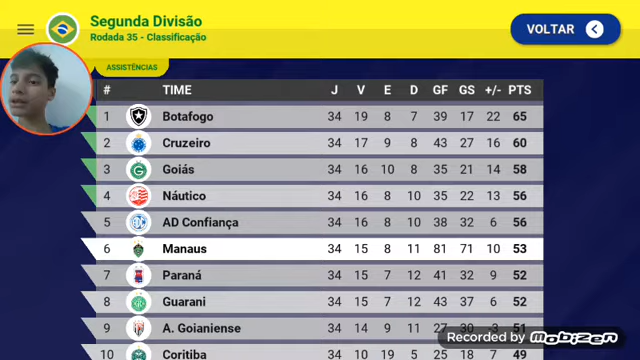 Segunda Divisão
Rodada 35 - Classificação
VOLTAR
ASSISTÊNCIAS
# TIME J V E D GF GS +/- PTS
1 Botafogo 34 19 8 7 39 17 22 65
2 Cruzeiro 34 17 9 8 43 27 16 60
3 Goiás 34 16 10 8 35 21 14 58
4 Náutico 34 16 8 10 35 22 13 56
5 AD Confiança 34 16 8 10 38 32 6 56
6 Manaus 34 15 8 11 81 71 10 53
7 Paraná 34 15 7 12 41 32 9 52
8 Guarani 34 15 7 12 43 37 6 52
9 A. Goianiense 34 14 9 11 27 30 -3 51
10 Coritiba 34 10 19 5 25 18 7 49
Recorded by mobizen